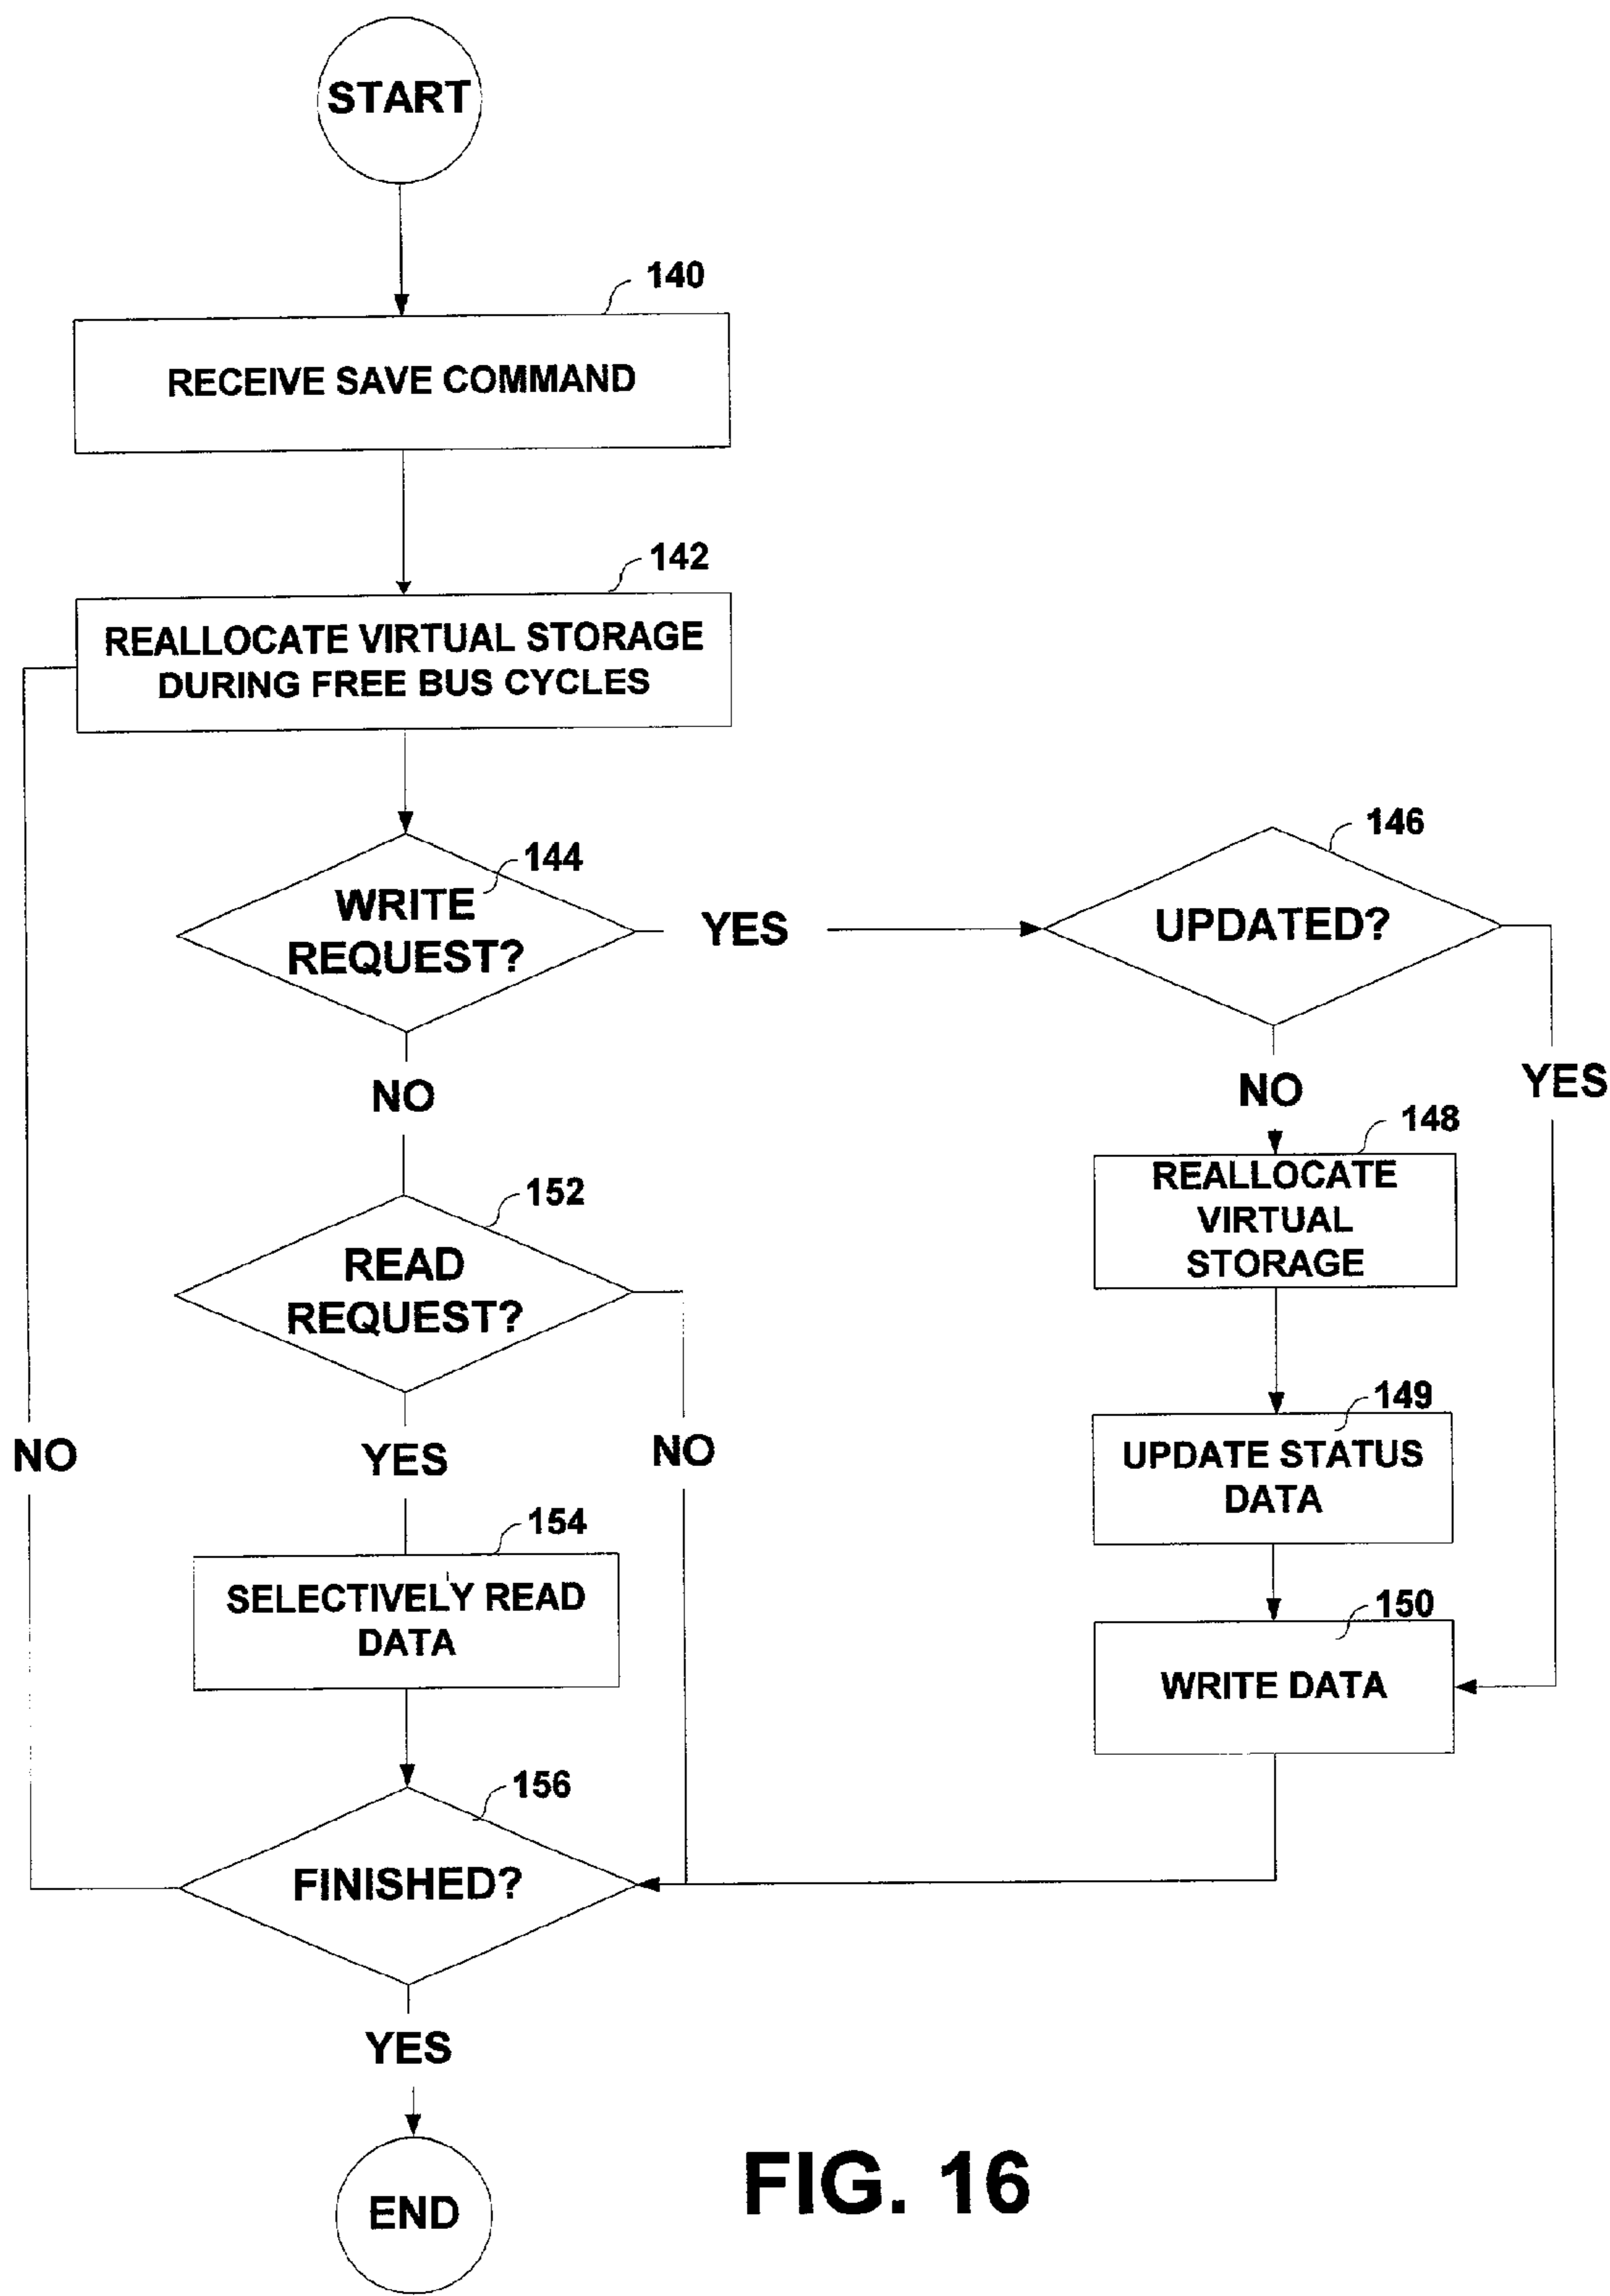 START
140
RECEIVE SAVE COMMAND
142
REALLOCATE VIRTUAL STORAGE
DURING FREE BUS CYCLES
144
WRITE
REQUEST?
YES
146
UPDATED?
NO
NO
YES
148
REALLOCATE
VIRTUAL
STORAGE
152
READ
REQUEST?
149
UPDATE STATUS
DATA
NO
YES
NO
154
SELECTIVELY READ
DATA
150
WRITE DATA
156
FINISHED?
YES
END
FIG. 16